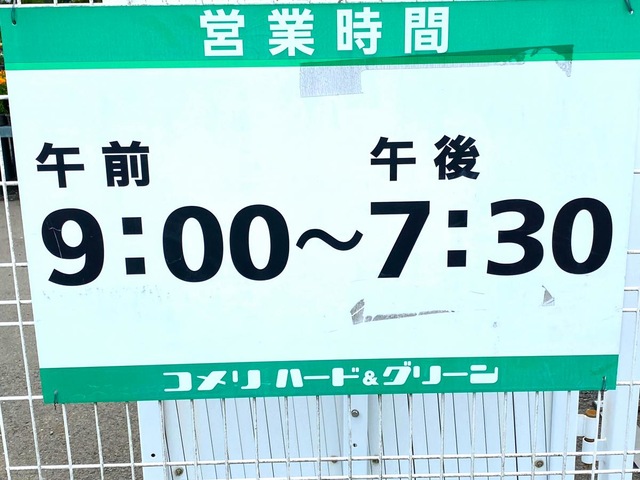 営業時間
午前 午後
9:00〜7:30
コメリ ハード&グリーン